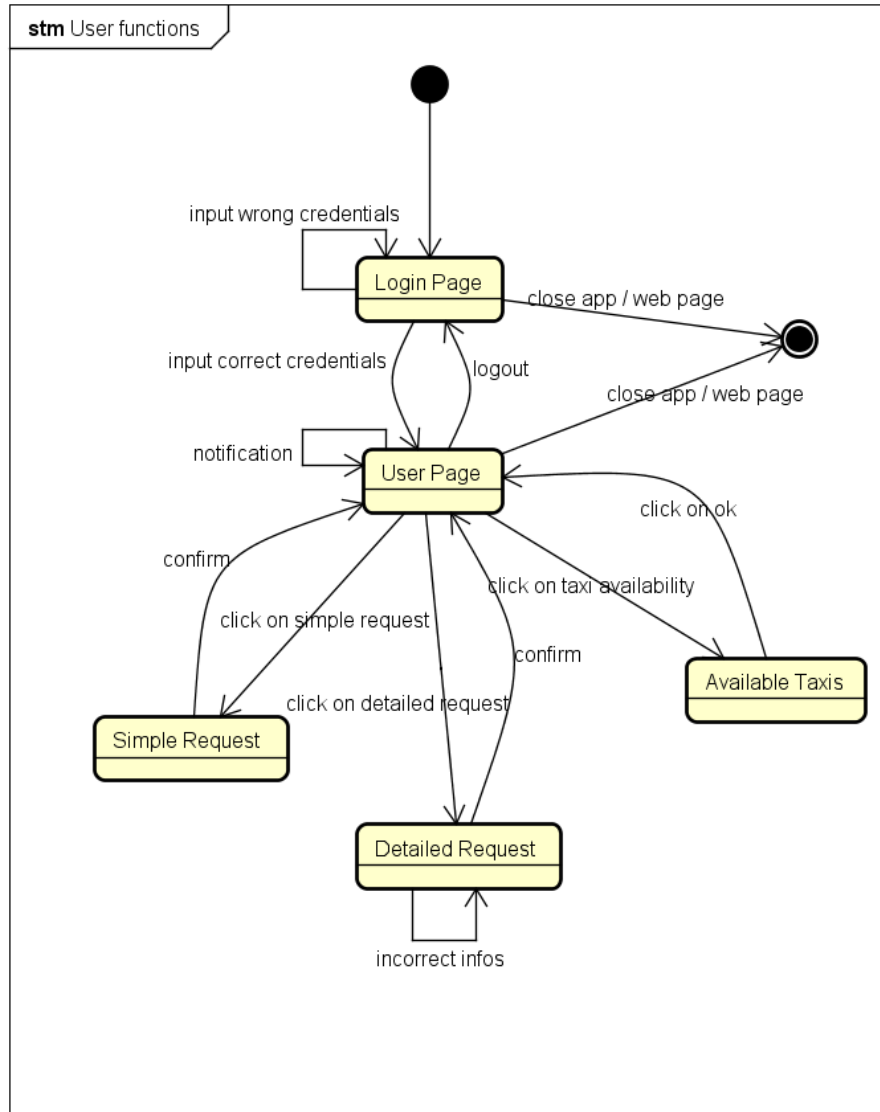 stm User functions
input wrong credentials
Login Page
close app / web page
input correct credentials
logout
close app / web page
notification
User Page
click on ok
confirm
click on taxi availability
click on simple request
confirm
Available Taxis
click on detailed request
Simple Request
Detailed Request
incorrect infos